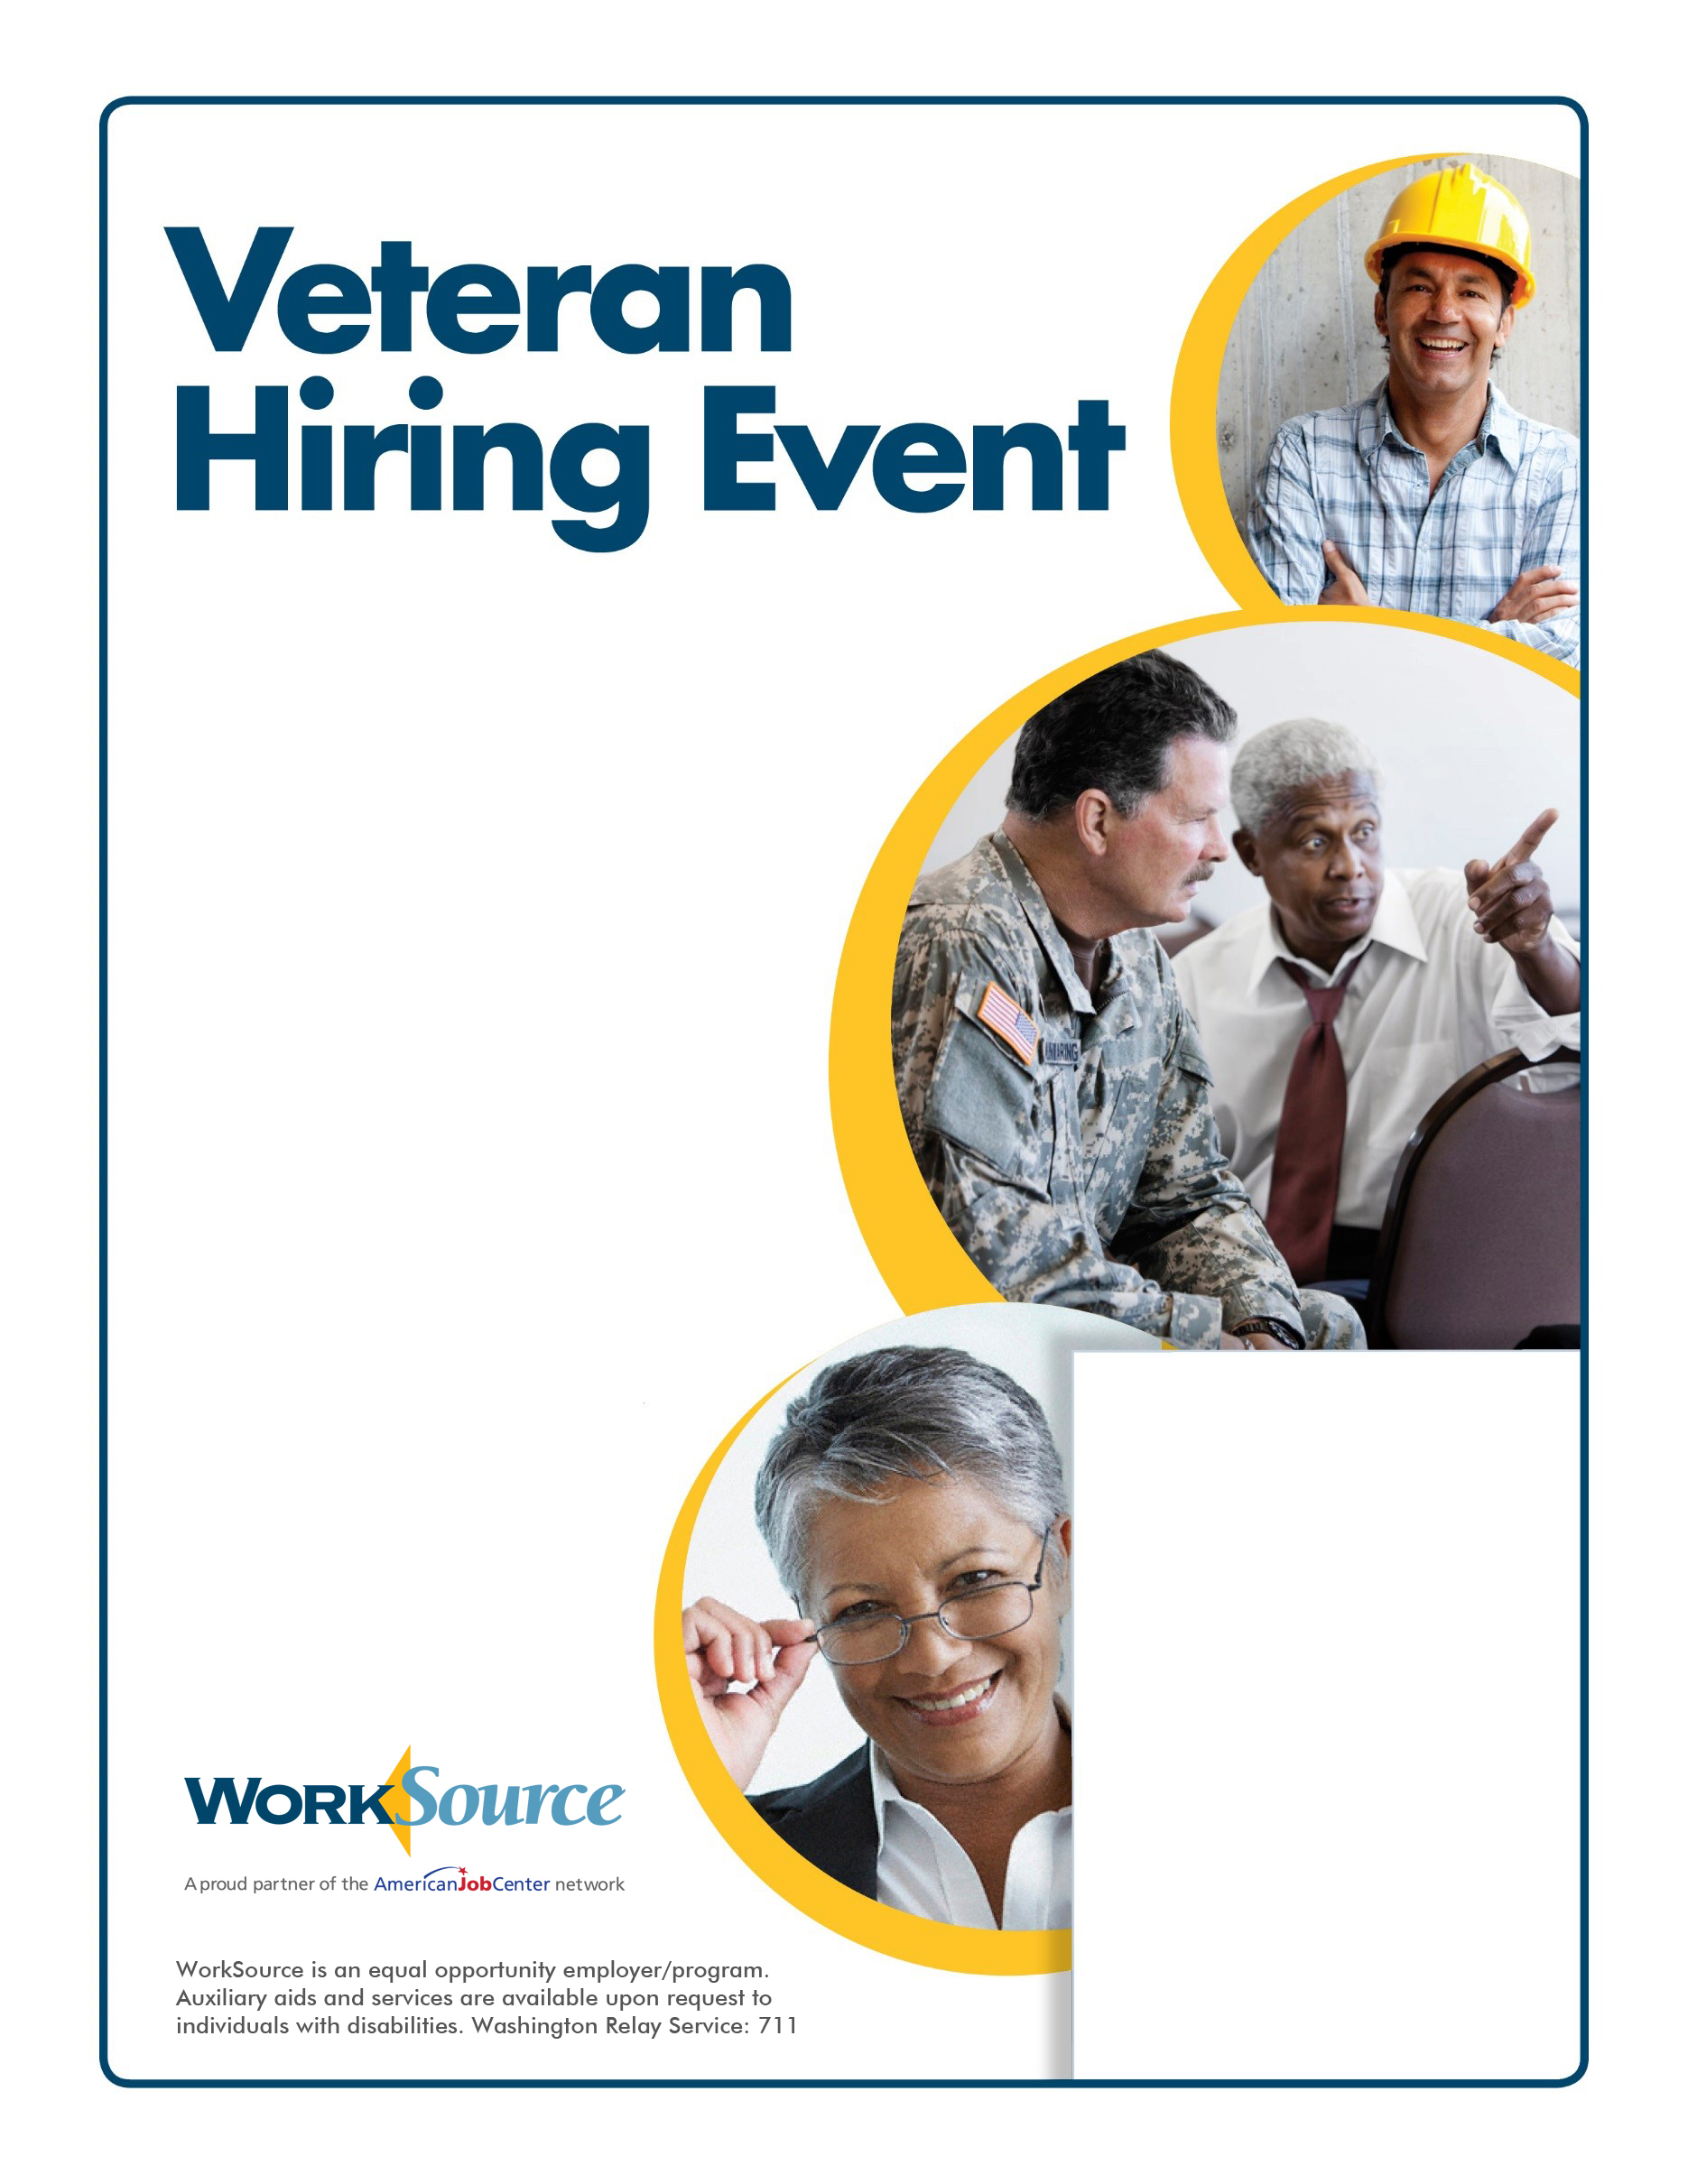 Veteran
Hiring Event
WorkSource
A proud partner of the AmericanJobCenter network
WorkSource is an equal opportunity employer/program.
Auxiliary aids and services are available upon request to
individuals with disabilities. Washington Relay Service: 711